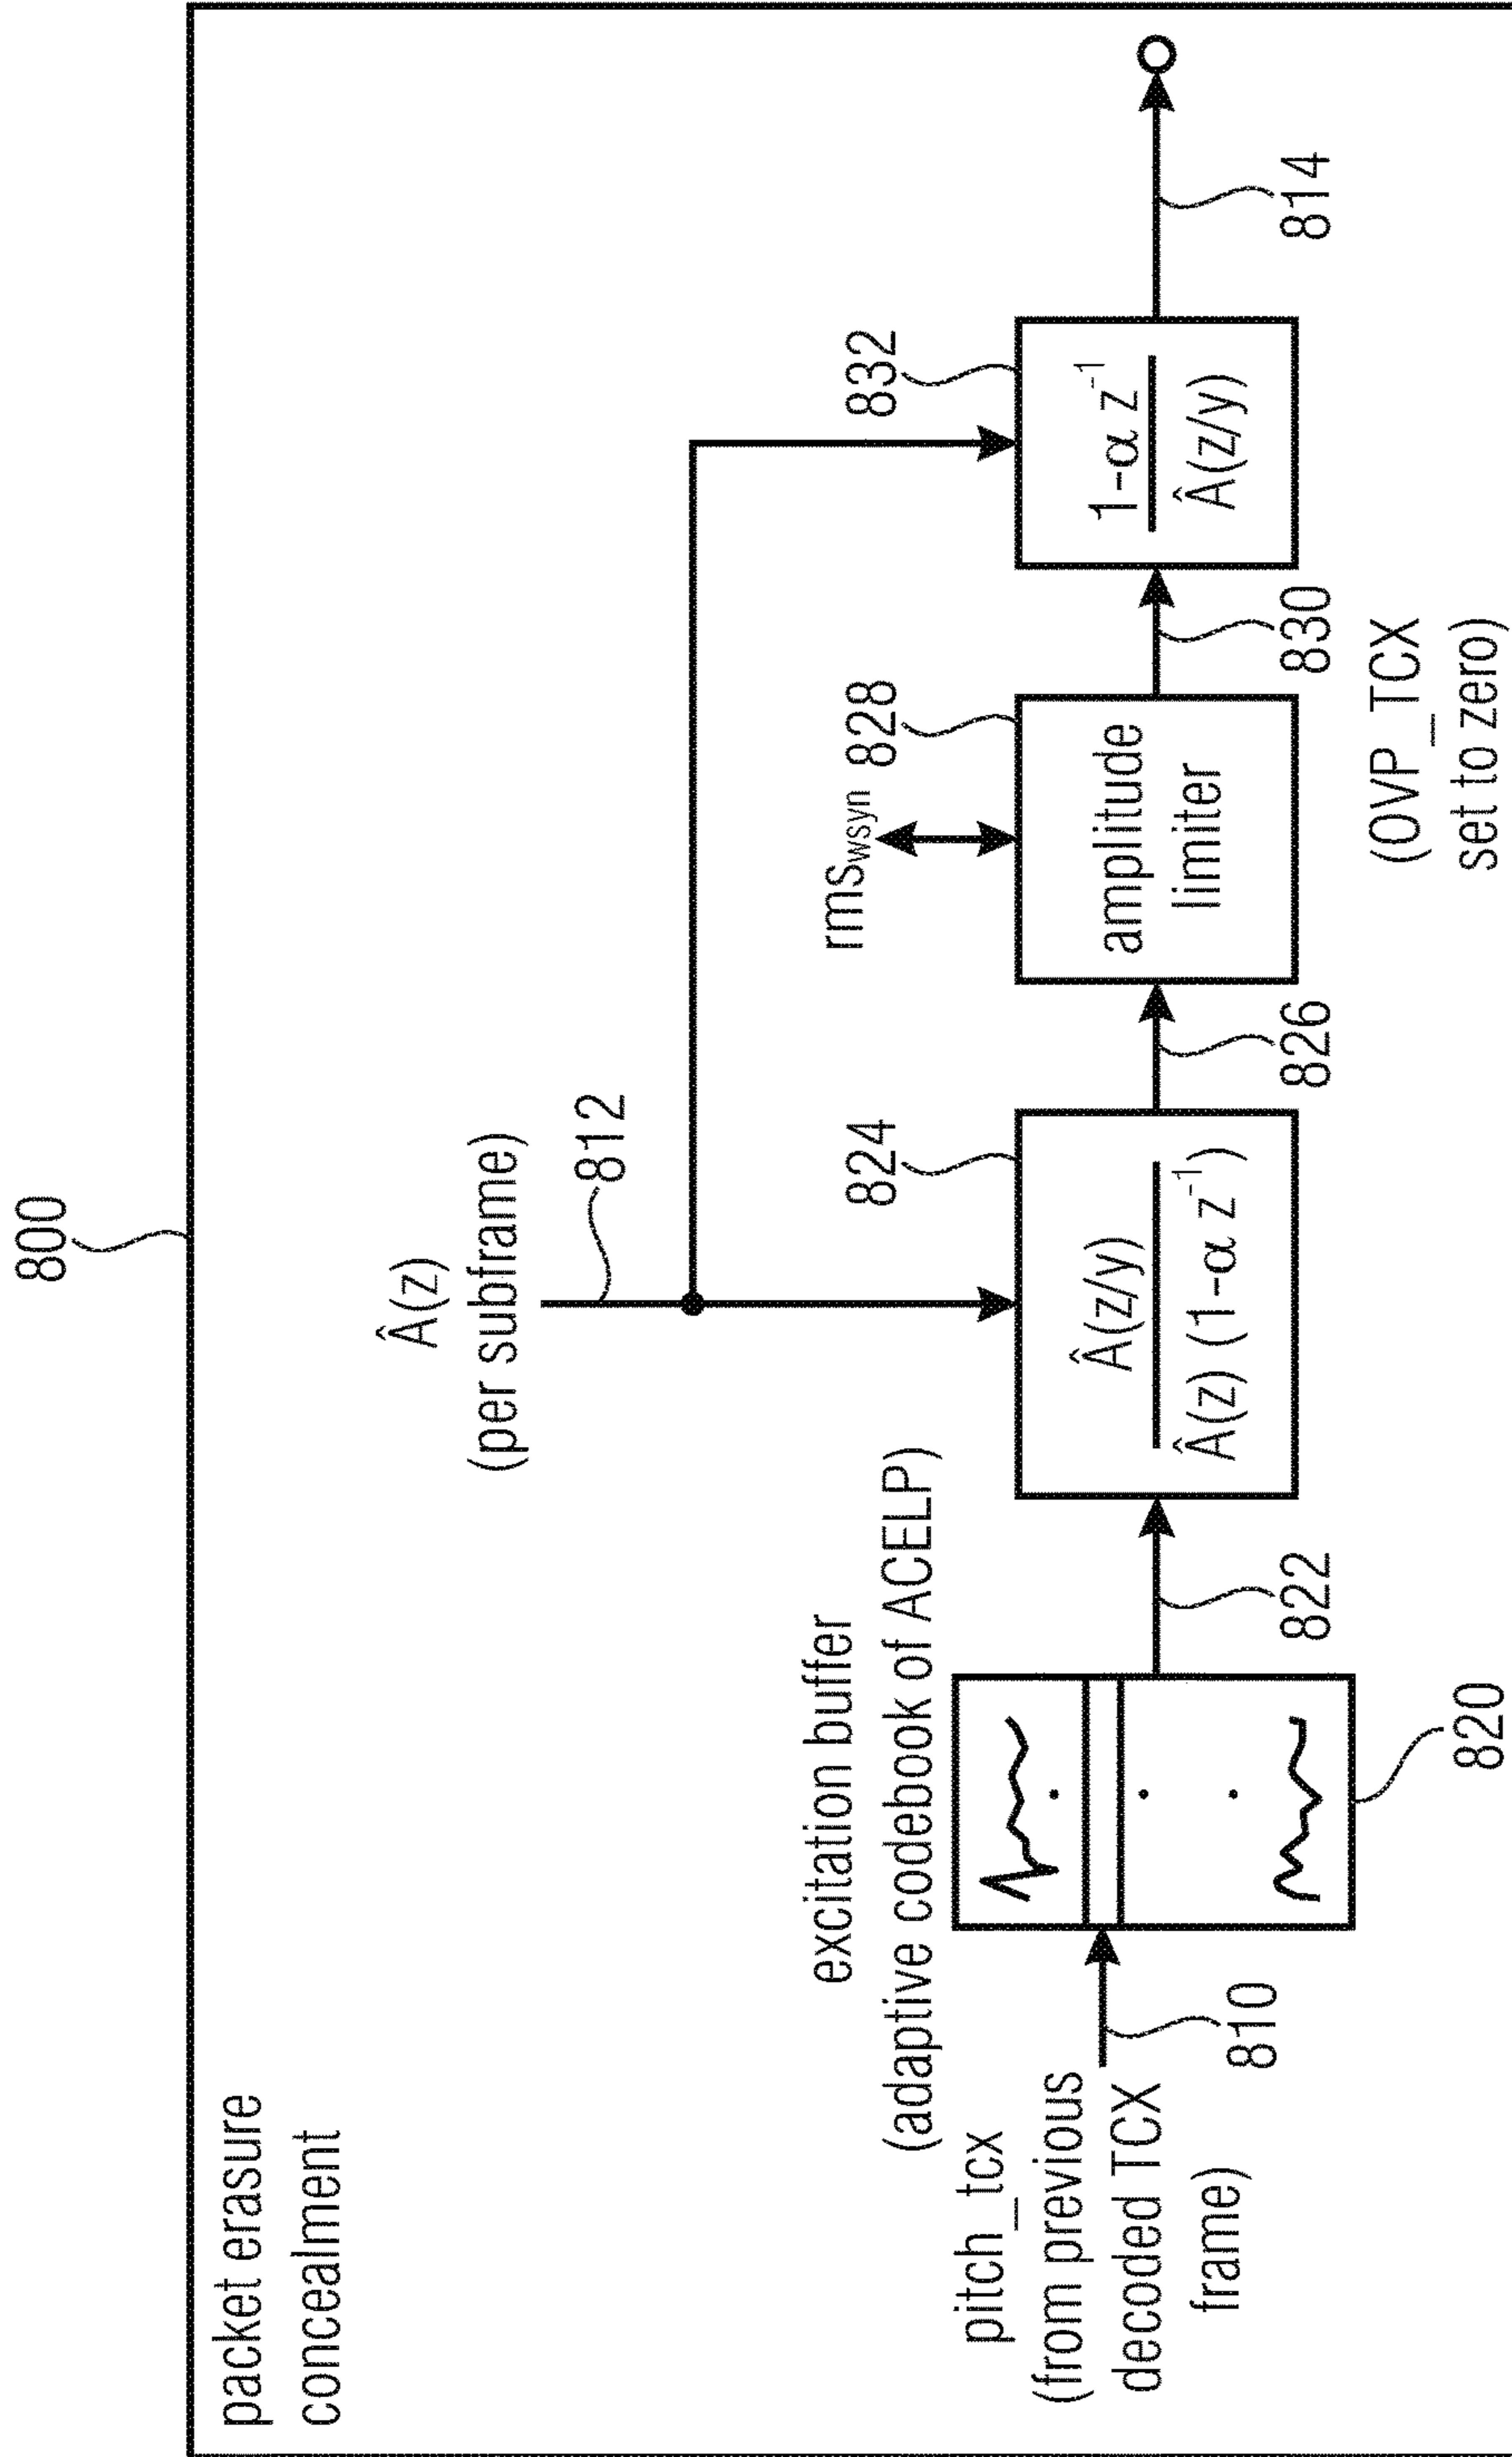 800
packet erasure
concealment
Â(z)
(per subframe)
812
excitation buffer
(adaptive codebook of ACELP)
pitch_tcx
(from previous
decoded TCX
frame)
810
820
822
824
Â(z/y)
Â(z) (1-α z⁻¹)
826
rms_wsyn
828
amplitude
limiter
830
(OVP_TCX
set to zero)
832
1-α z⁻¹
Â(z/y)
814